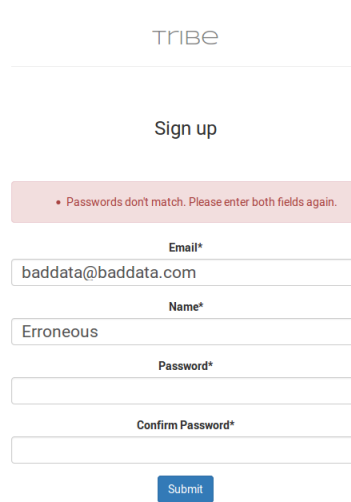 TRIBE
Sign up
• Passwords don't match. Please enter both fields again.
Email*
baddata@baddata.com
Name*
Erroneous
Password*
Confirm Password*
Submit